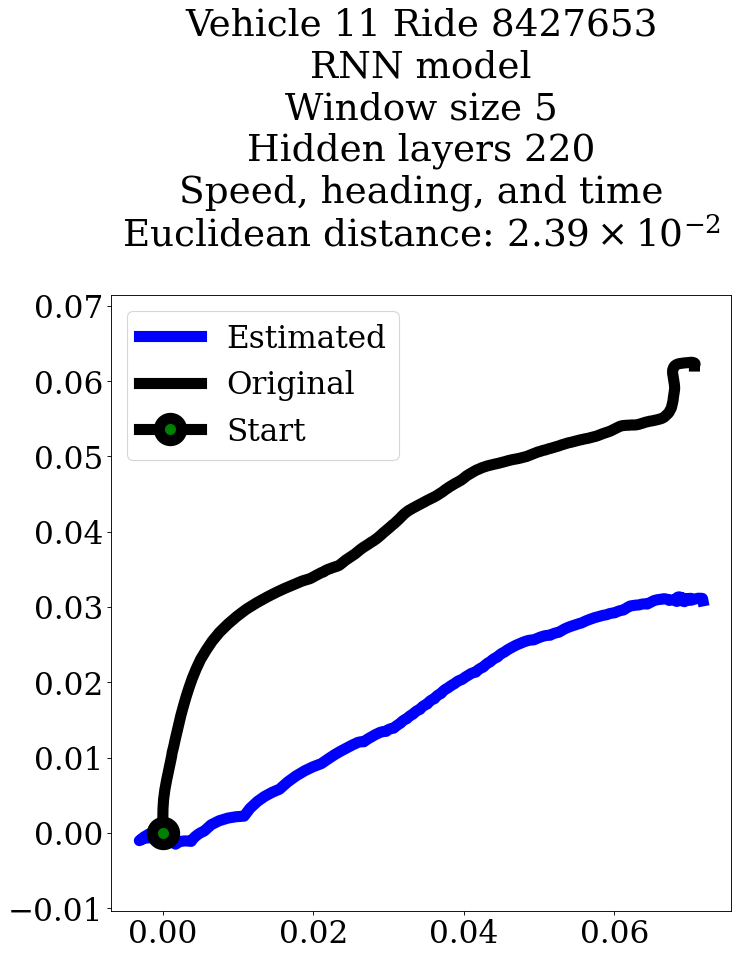 Vehicle 11 Ride 8427653
RNN model
Window size 5
Hidden layers 220
Speed, heading, and time
Euclidean distance: 2.39 × 10⁻²
0.07
0.06
0.05
0.04
0.03
0.02
0.01
0.00
−0.01
Estimated
Original
Start
0.00 0.02 0.04 0.06